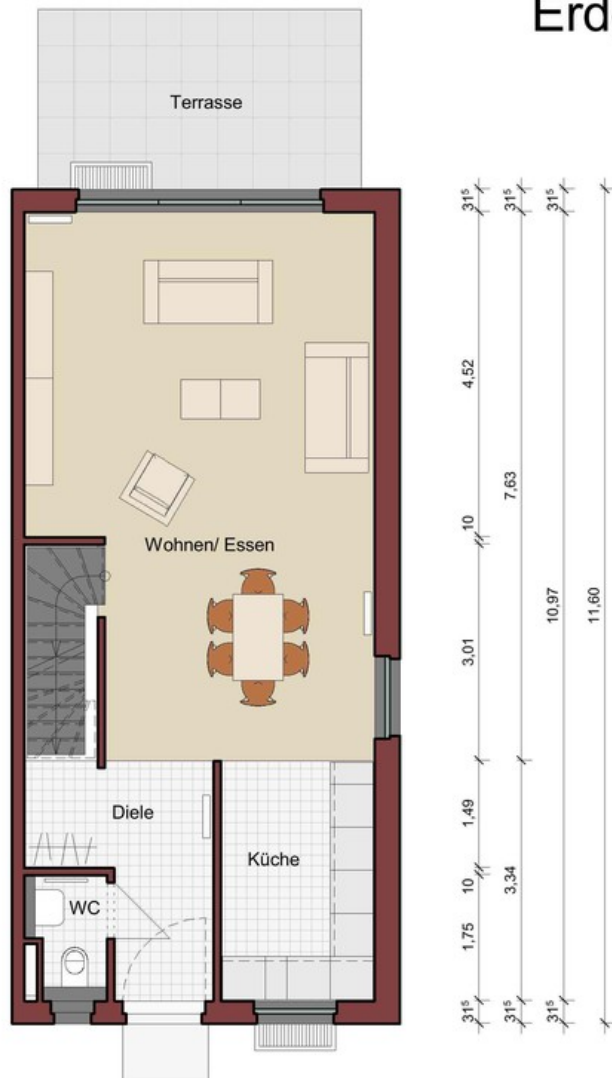 Erd
Terrasse
31⁵ 31⁵ 31⁵
4,52
7,63
10
Wohnen/ Essen
10,97
11,60
3,01
1,49
Diele
Küche
10
3,34
WC
1,75
31⁵ 31⁵ 31⁵